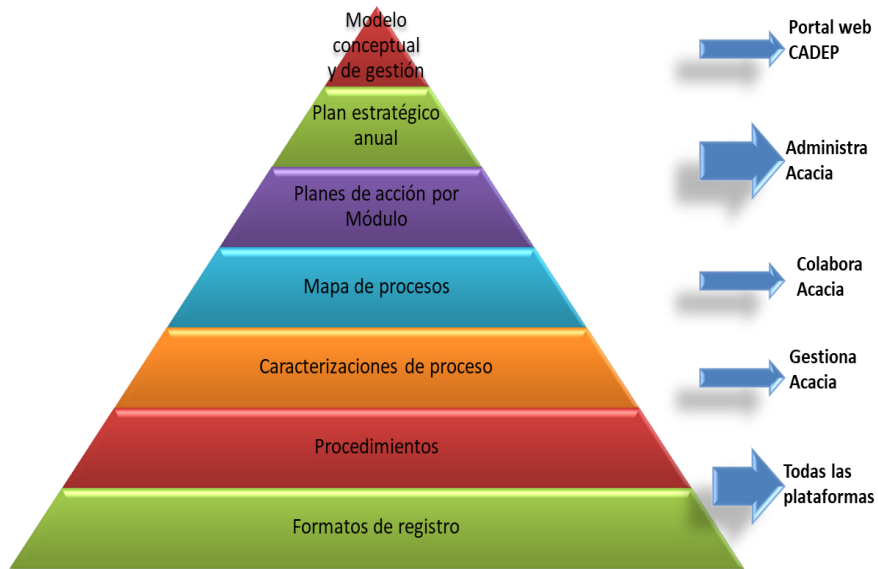 Modelo
conceptual
y de gestión
Plan estratégico
anual
Planes de acción por
Módulo
Mapa de procesos
Caracterizaciones de proceso
Procedimientos
Formatos de registro
Portal web
CADEP
Administra
Acacia
Colabora
Acacia
Gestiona
Acacia
Todas las
plataformas